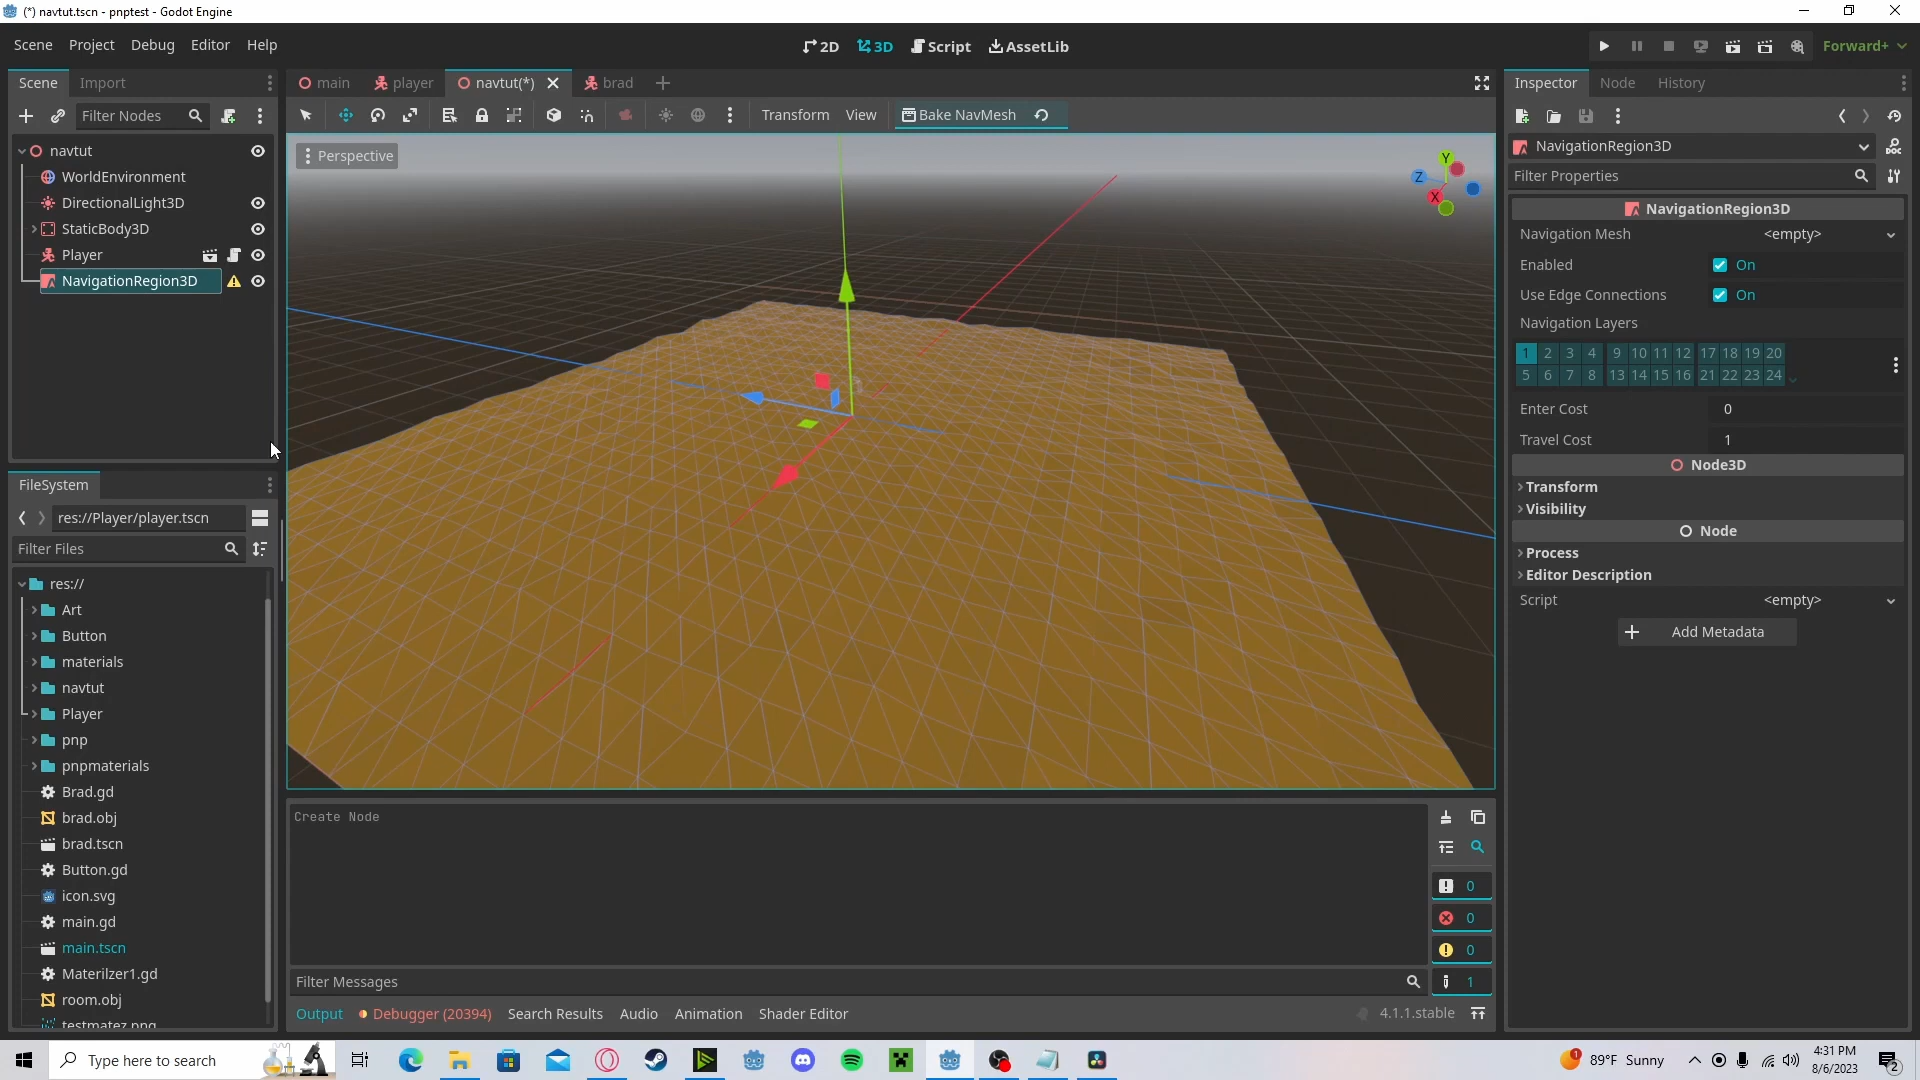 (*) navtut.tscn - pnptest - Godot Engine
Scene Project Debug Editor Help
2D 3D Script AssetLib
Forward+
Scene Import
main player navtut(*) brad
Inspector Node History
Filter Nodes
Transform View Bake NavMesh
Perspective
Y
Z
X
navtut
WorldEnvironment
DirectionalLight3D
StaticBody3D
Player
NavigationRegion3D
FileSystem
res://Player/player.tscn
Filter Files
res://
Art
Button
materials
navtut
Player
pnp
pnpmaterials
Brad.gd
brad.obj
brad.tscn
Button.gd
icon.svg
main.gd
main.tscn
Materilzer1.gd
room.obj
testmatez.png
Create Node
0
0
0
Filter Messages
1
Output Debugger (20394) Search Results Audio Animation Shader Editor
4.1.1.stable
NavigationRegion3D
Filter Properties
NavigationRegion3D
Navigation Mesh <empty>
Enabled On
Use Edge Connections On
Navigation Layers
1 2 3 4 9 10 11 12 17 18 19 20
5 6 7 8 13 14 15 16 21 22 23 24
Enter Cost 0
Travel Cost 1
Node3D
Transform
Visibility
Node
Process
Editor Description
Script <empty>
Add Metadata
Type here to search
1
89°F Sunny
4:31 PM
8/6/2023
2